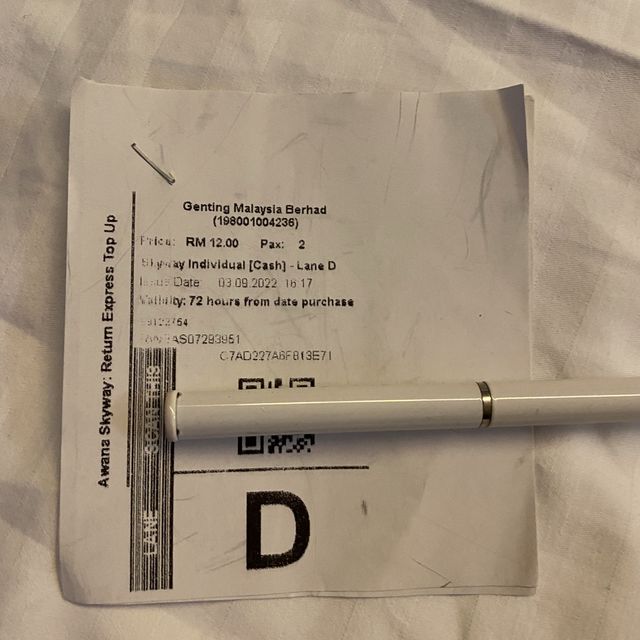 Genting Malaysia Berhad
(198001004236)
Price: RM 12.00 Pax: 2
Skyway Individual [Cash] - Lane D
Issue Date: 03.09.2022 16:17
Validity: 72 hours from date purchase
C7AD227A6F813E71
Awana Skyway: Return Express Top Up
SCAN THIS
LANE
D